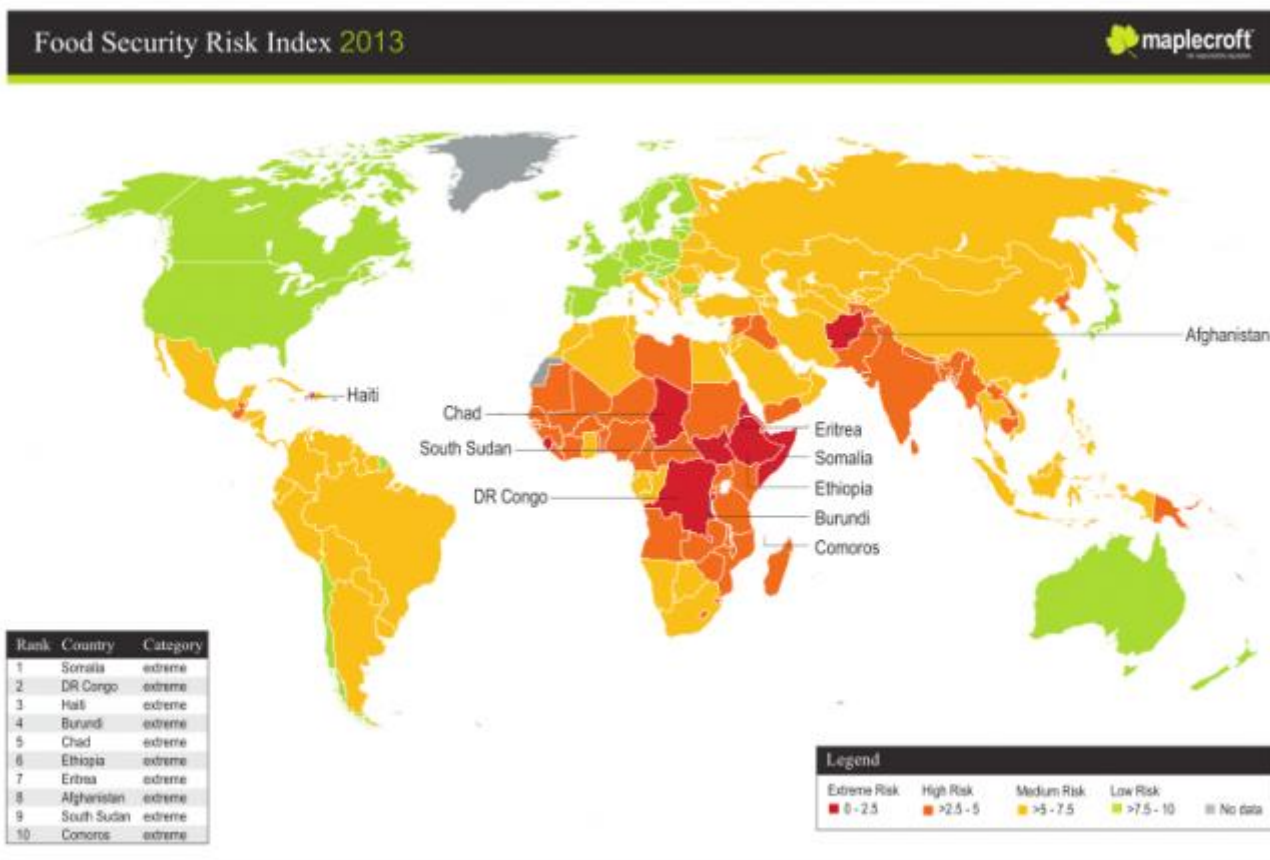 Food Security Risk Index 2013
maplecroft
Afghanistan
Haiti
Chad
Eritrea
South Sudan
Somalia
Ethiopia
DR Congo
Burundi
Comoros
Rank Country Category
1 Somalia extreme
2 DR Congo extreme
3 Haiti extreme
4 Burundi extreme
5 Chad extreme
6 Ethiopia extreme
7 Eritrea extreme
8 Afghanistan extreme
9 South Sudan extreme
10 Comoros extreme
Legend
Extreme Risk High Risk Medium Risk Low Risk
0 - 2.5 >2.5 - 5 >5 - 7.5 >7.5 - 10 No data